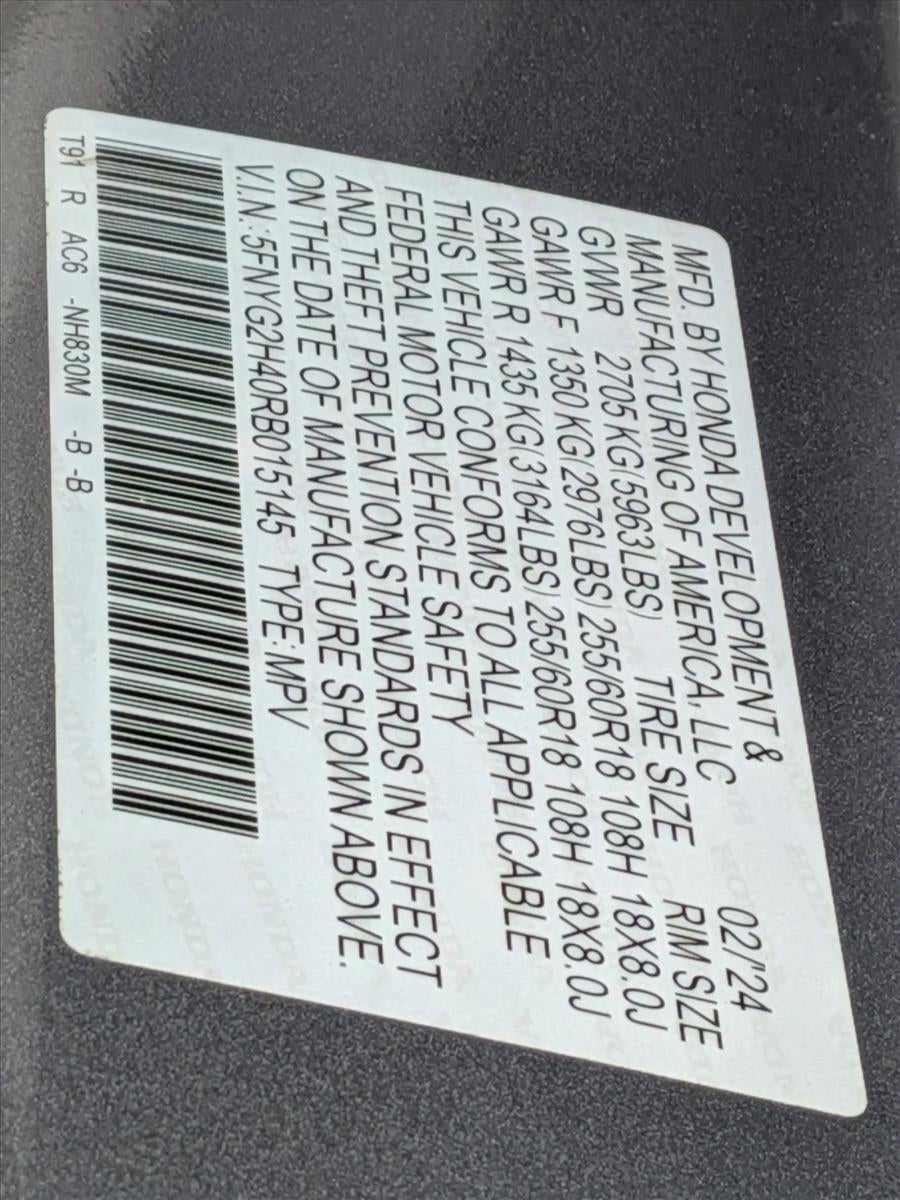 MFD. BY HONDA DEVELOPMENT & 02/'24
MANUFACTURING OF AMERICA, LLC
GVWR 2705 KG(5963LBS) TIRE SIZE RIM SIZE
GAWR F 1350 KG(2976LBS) 255/60R18 108H 18X8.0J
GAWR R 1435 KG(3164LBS) 255/60R18 108H 18X8.0J
THIS VEHICLE CONFORMS TO ALL APPLICABLE
FEDERAL MOTOR VEHICLE SAFETY
AND THEFT PREVENTION STANDARDS IN EFFECT
ON THE DATE OF MANUFACTURE SHOWN ABOVE.
V.I.N.:5FNYG2H40RB015145 TYPE:MPV
T91 R AC6 -NH830M -B -B